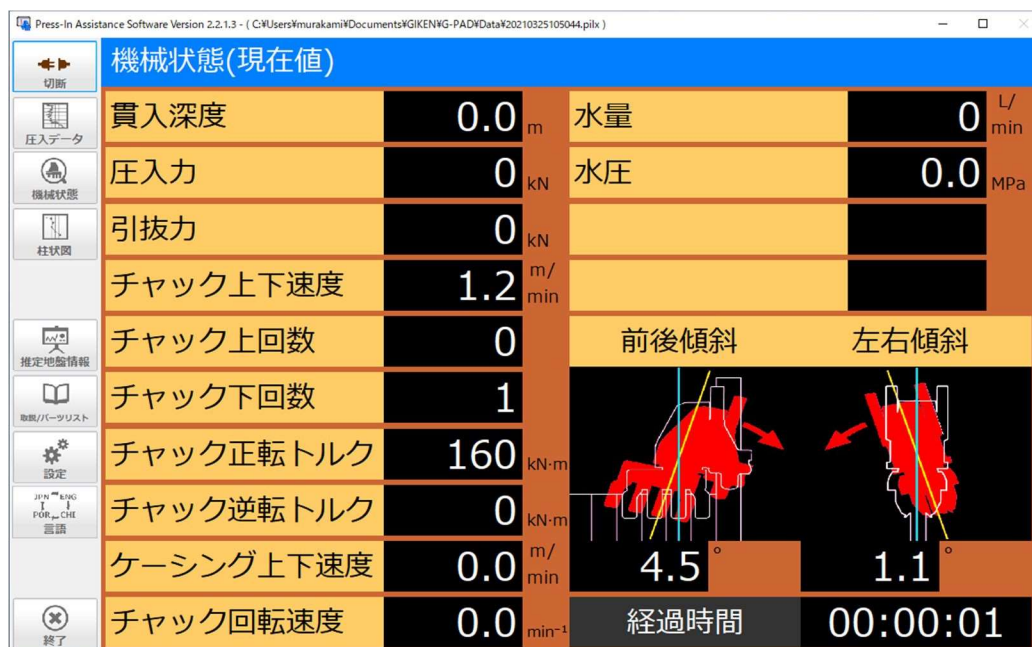 Press-In Assistance Software Version 2.2.1.3 - ( C:¥Users¥murakami¥Documents¥GIKEN¥G-PAD¥Data¥20210325105044.pilx )
切断
機械状態(現在値)
圧入データ
機械状態
柱状図
推定地盤情報
取説/パーツリスト
設定
JPN ENG
POR CHI
言語
終了
貫入深度 0.0 m
圧入力 0 kN
引抜力 0 kN
チャック上下速度 1.2 m/min
チャック上回数 0
チャック下回数 1
チャック正転トルク 160 kN·m
チャック逆転トルク 0 kN·m
ケーシング上下速度 0.0 m/min
チャック回転速度 0.0 min⁻¹
水量 0 L/min
水圧 0.0 MPa
前後傾斜 左右傾斜
4.5 ° 1.1 °
経過時間 00:00:01